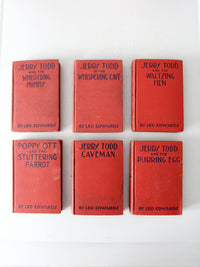 JERRY TODD
AND THE
WHISPERING
MUMMY
BY LEO EDWARDS
JERRY TODD
IN THE
WHISPERING CAVE
BY LEO EDWARDS
JERRY TODD
AND THE
WALTZING
HEN
BY LEO EDWARDS
POPPY OTT
AND THE
STUTTERING
PARROT
BY LEO EDWARDS
JERRY TODD
CAVEMAN
BY LEO EDWARDS
JERRY TODD
AND THE
PURRING EGG
BY LEO EDWARDS